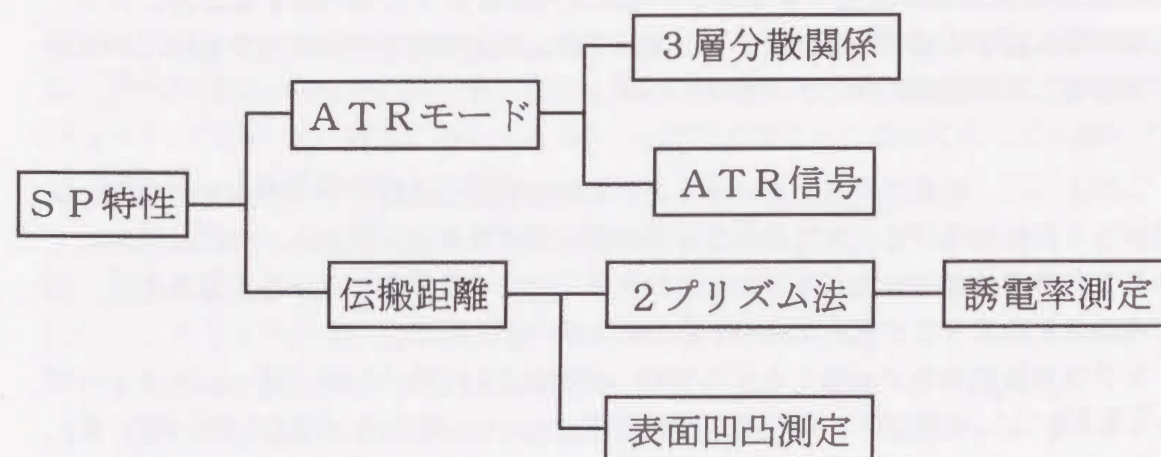 3層分散関係
ATRモード
ATR信号
SP特性
伝搬距離
2プリズム法
誘電率測定
表面凹凸測定